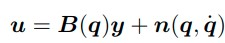 u = B(q)y + n(q, q̇)